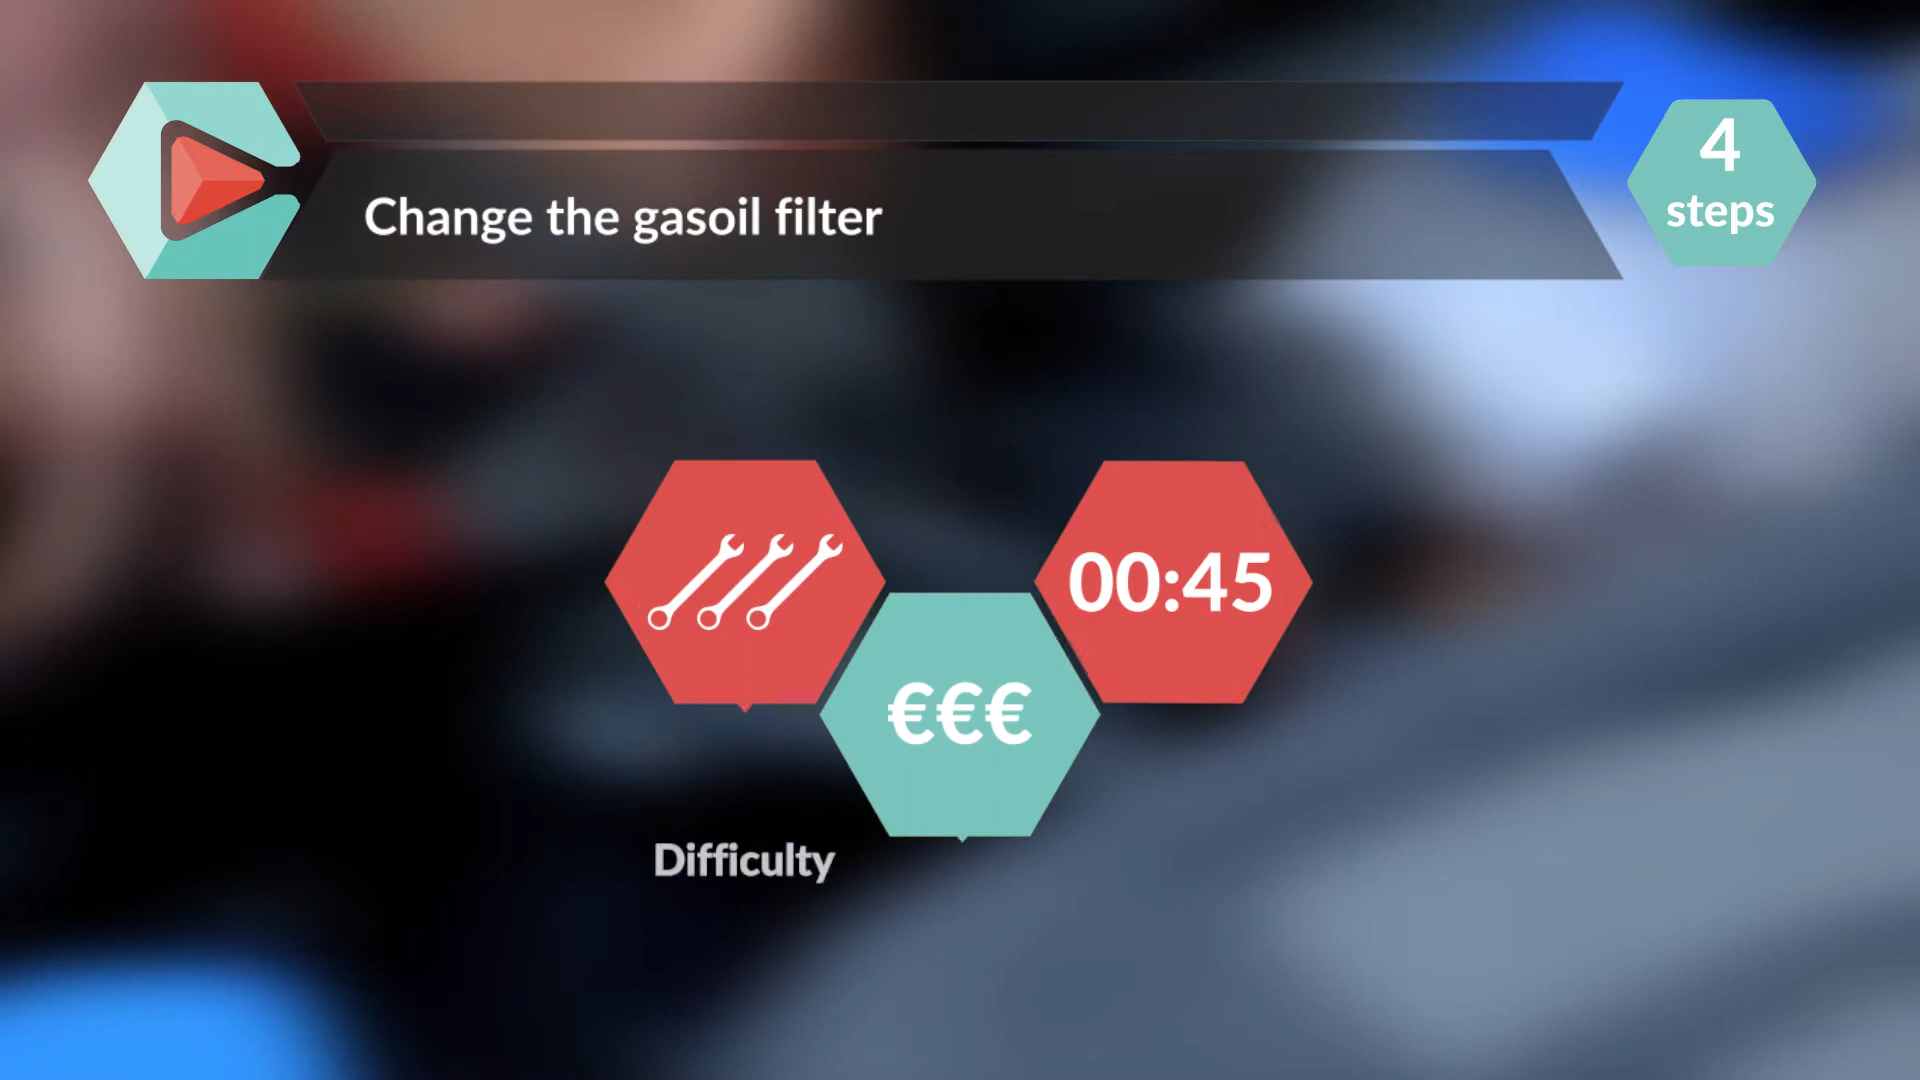 Change the gasoil filter
4
steps
00:45
€€€
Difficulty